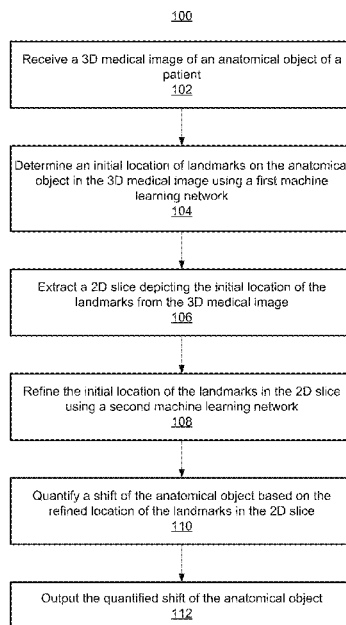 100
Receive a 3D medical image of an anatomical object of a
patient
102
Determine an initial location of landmarks on the anatomical
object in the 3D medical image using a first machine
learning network
104
Extract a 2D slice depicting the initial location of the
landmarks from the 3D medical image
106
Refine the initial location of the landmarks in the 2D slice
using a second machine learning network
108
Quantify a shift of the anatomical object based on the
refined location of the landmarks in the 2D slice
110
Output the quantified shift of the anatomical object
112